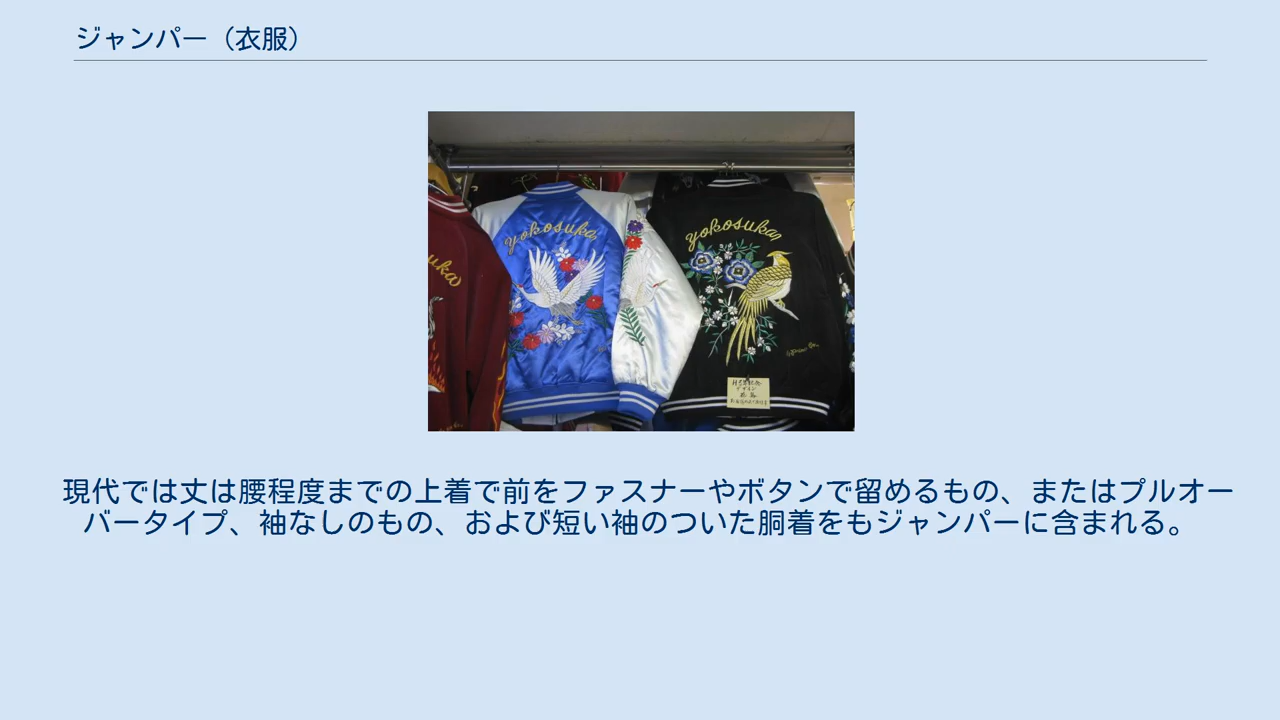 ジャンパー（衣服）
uka
yokosuka
yokosuka
現代では丈は腰程度までの上着で前をファスナーやボタンで留めるもの、またはプルオー
バータイプ、袖なしのもの、および短い袖のついた胴着をもジャンパーに含まれる。